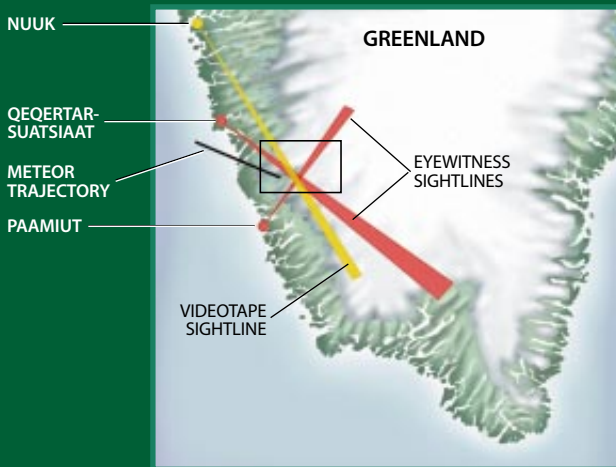 NUUK
GREENLAND
QEQERTAR-
SUATSIAAT
METEOR
TRAJECTORY
EYEWITNESS
SIGHTLINES
PAAMIUT
VIDEOTAPE
SIGHTLINE